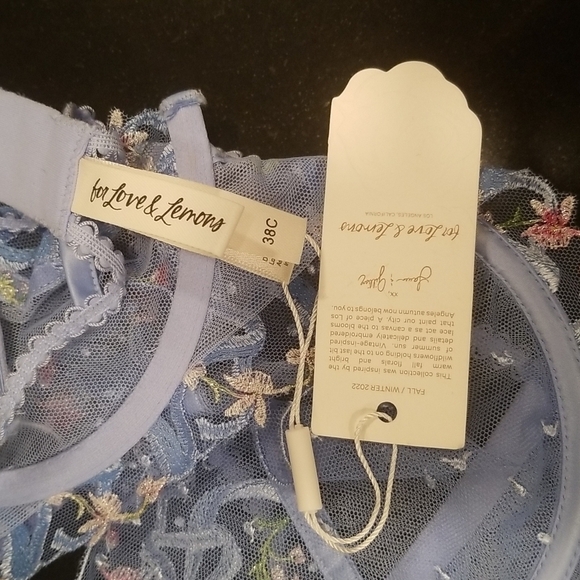 for Love & Lemons
38C
for Love & Lemons
LOS ANGELES, CALIFORNIA
xx,
This collection was inspired by the
warm fall florals and bright
wildflowers holding on to the last bit
of summer sun. Vintage-inspired
details and delicately embroidered
lace act as a canvas to the blooms
that paint our city. A piece of Los
Angeles autumn now belongs to you.
FALL / WINTER 2022